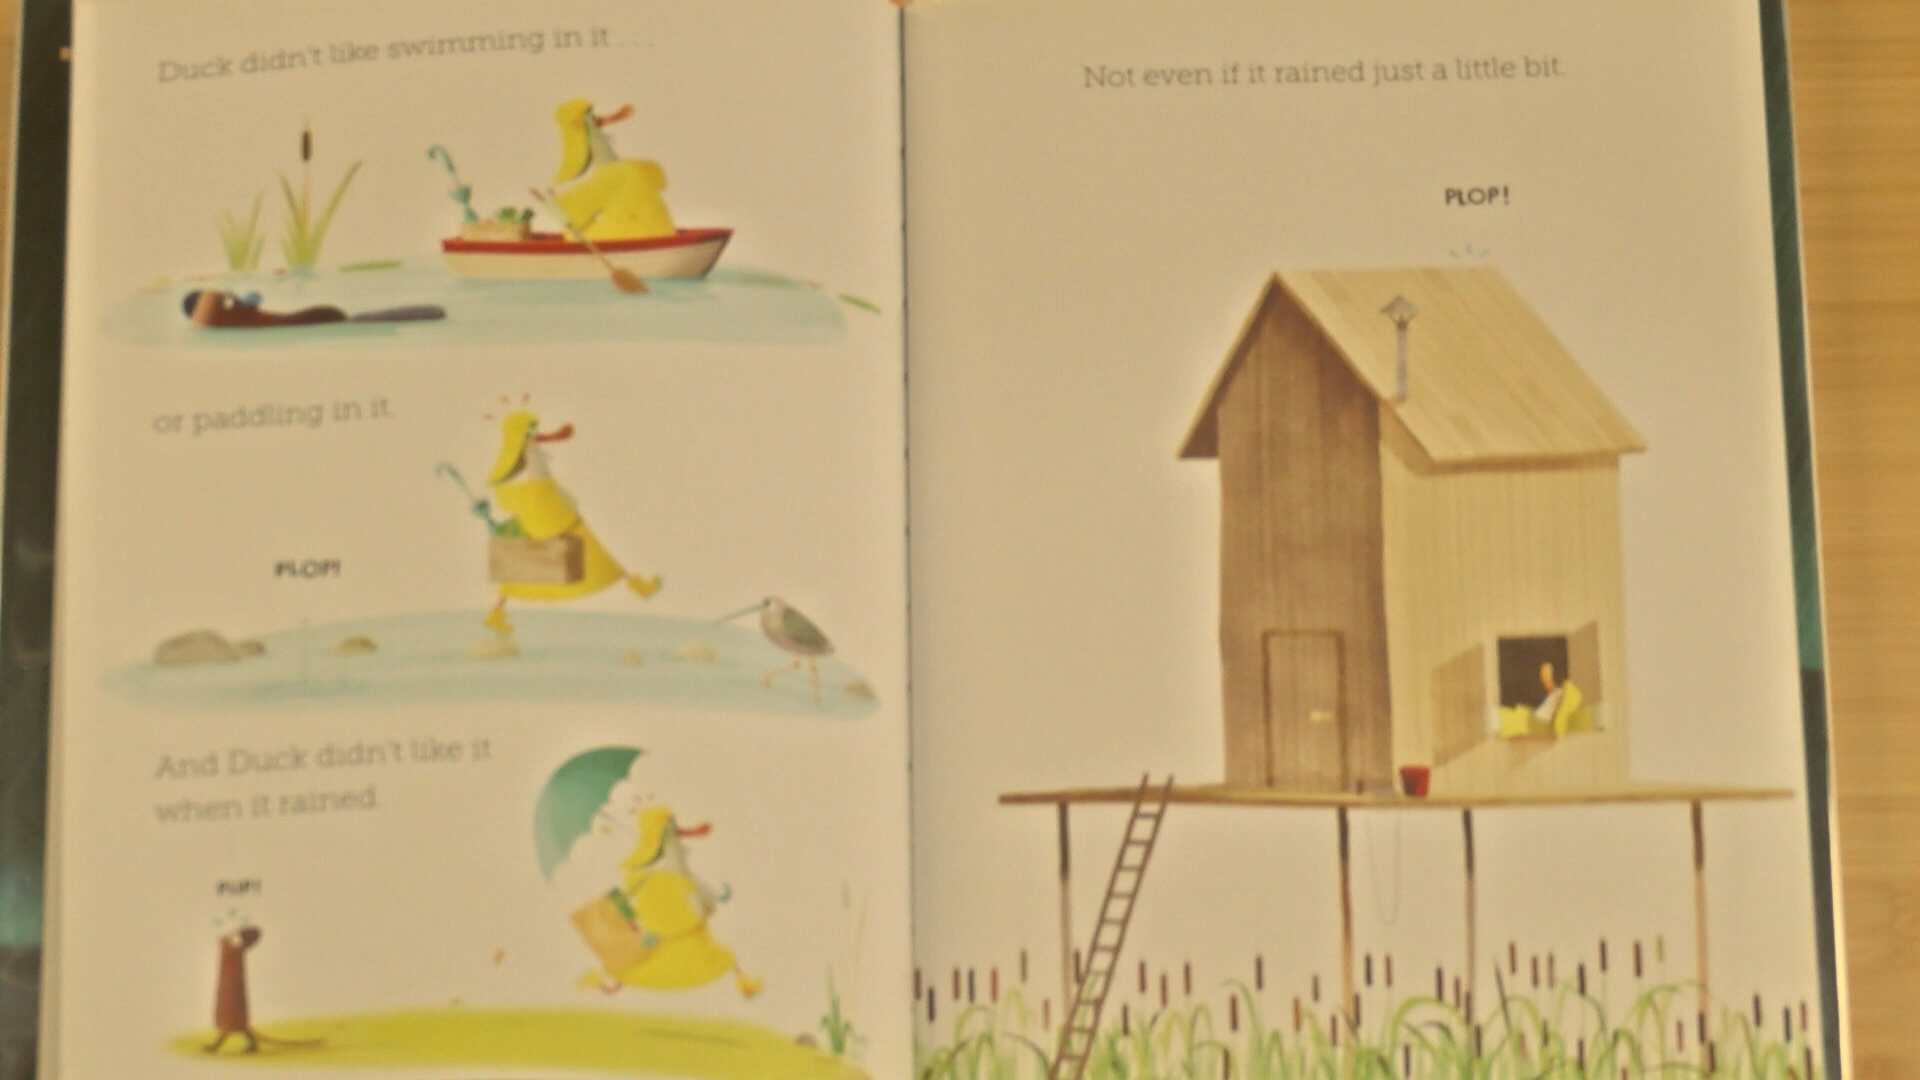 Duck didn't like swimming in it . . .
or paddling in it.
PLOP!
And Duck didn't like it
when it rained.
PLIP!
Not even if it rained just a little bit.
PLOP!